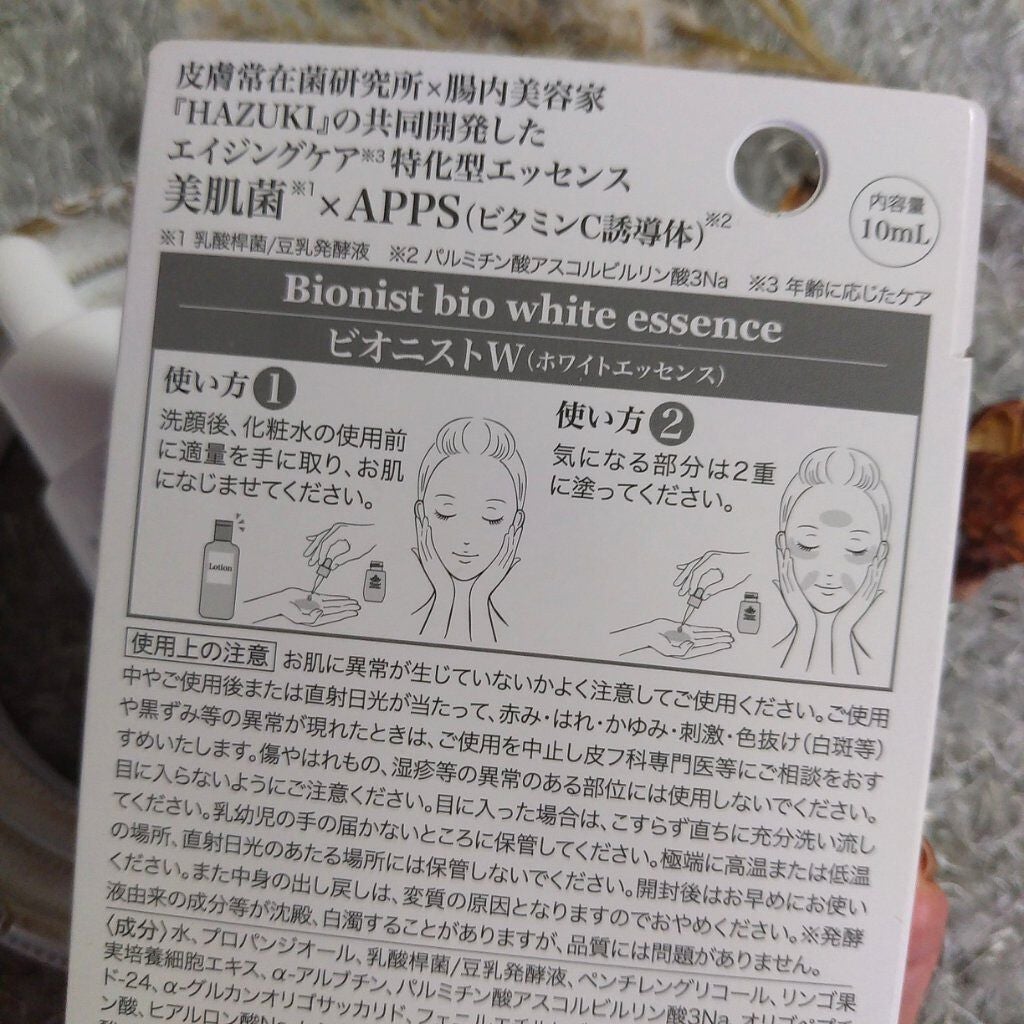 皮膚常在菌研究所×腸内美容家
『HAZUKI』の共同開発した
エイジングケア※3 特化型エッセンス
美肌菌※1×APPS(ビタミンC誘導体)※2
内容量
10mL
※1 乳酸桿菌/豆乳発酵液 ※2 パルミチン酸アスコルビルリン酸3Na ※3 年齢に応じたケア
Bionist bio white essence
ビオニストW(ホワイトエッセンス)
使い方1
洗顔後、化粧水の使用前
に適量を手に取り、お肌
になじませてください。
Lotion
使い方2
気になる部分は2重
に塗ってください。
使用上の注意 お肌に異常が生じていないかよく注意してご使用ください。ご使用
中やご使用後または直射日光が当たって、赤み・はれ・かゆみ・刺激・色抜け(白斑等)
や黒ずみ等の異常が現れたときは、ご使用を中止し皮フ科専門医等にご相談をおす
すめいたします。傷やはれもの、湿疹等の異常のある部位には使用しないでください。
目に入らないようにご注意ください。目に入った場合は、こすらず直ちに充分洗い流し
てください。乳幼児の手の届かないところに保管してください。極端に高温または低温
の場所、直射日光のあたる場所には保管しないでください。開封後はお早めにお使い
ください。また中身の出し戻しは、変質の原因となりますのでおやめください。※発酵
液由来の成分等が沈殿、白濁することがありますが、品質には問題がありません。
〈成分〉水、プロパンジオール、乳酸桿菌/豆乳発酵液、ペンチレングリコール、リンゴ果
実培養細胞エキス、α-アルブチン、パルミチン酸アスコルビルリン酸3Na、オリゴペプチ
ド-24、α-グルカンオリゴサッカリド、フェニルエチル
ン酸、ヒアルロン酸Na